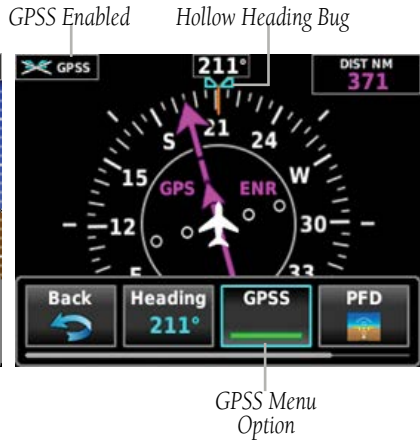 GPSS Enabled
Hollow Heading Bug
GPSS
211°
DIST NM
371
S
21
24
15
W
GPS
ENR
12
30
E
33
Back
Heading
211°
GPSS
PFD
GPSS Menu
Option